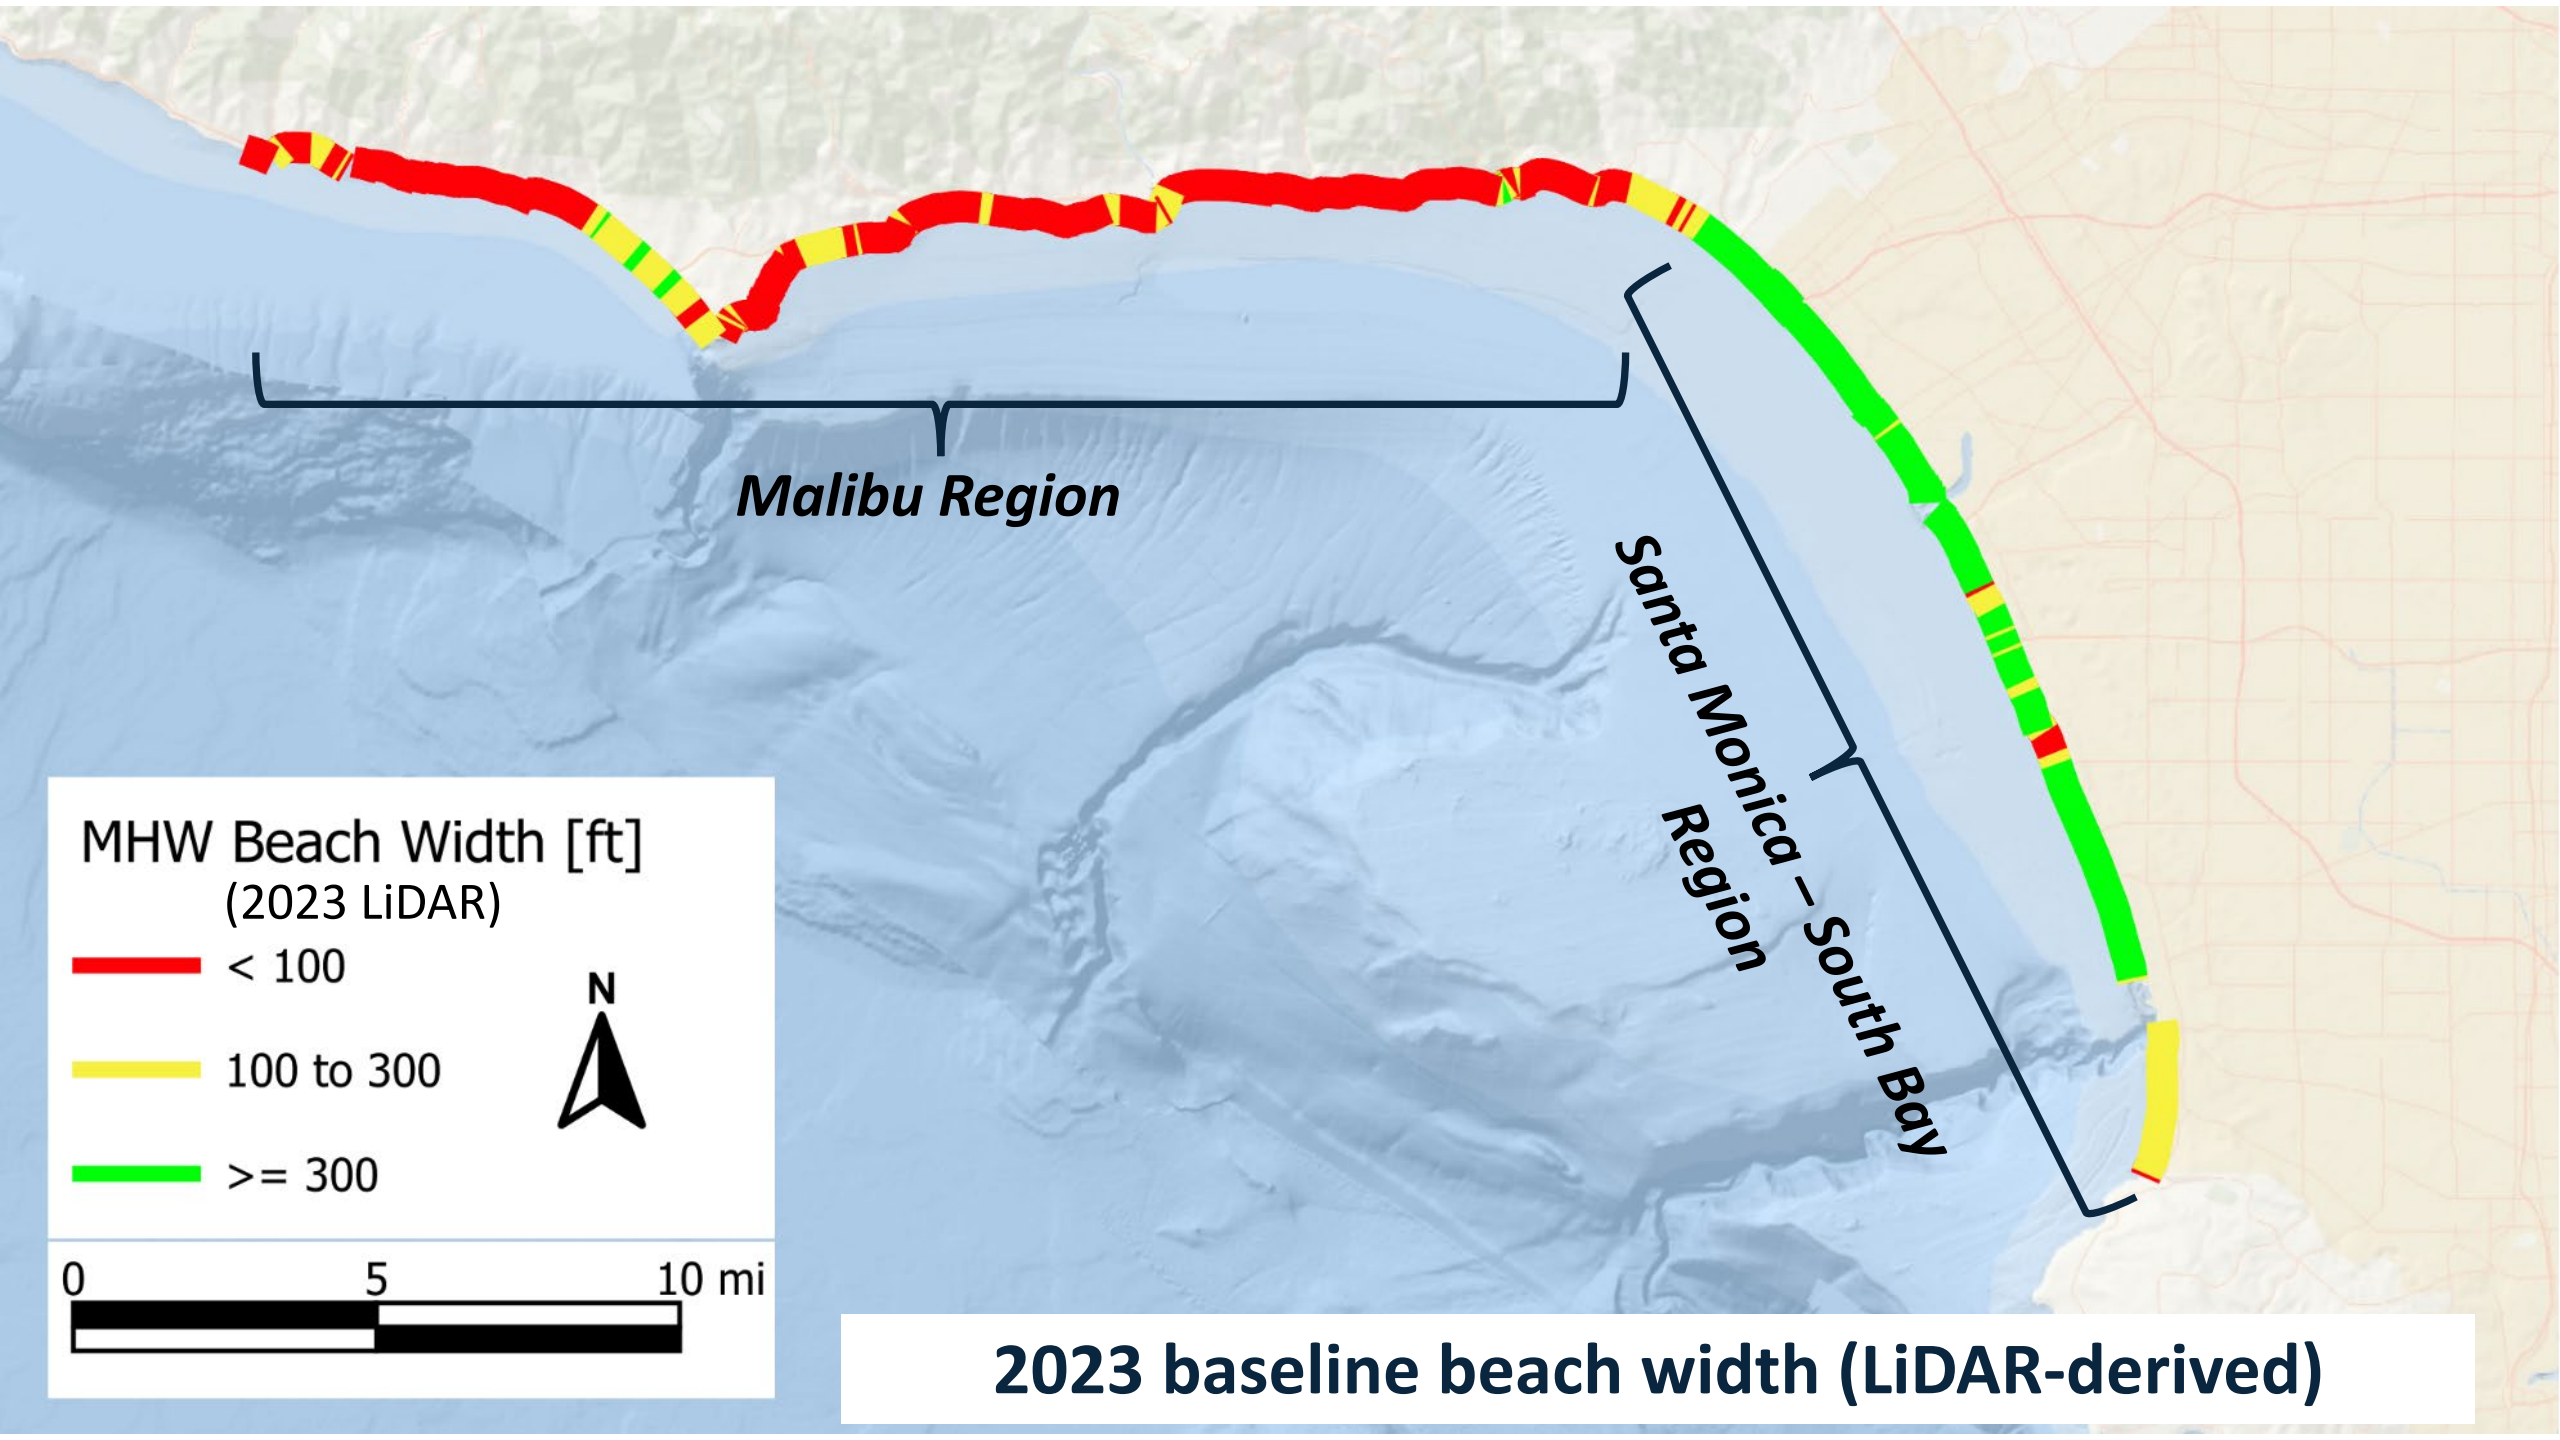 Malibu Region
Santa Monica – South Bay
Region
MHW Beach Width [ft]
(2023 LiDAR)
< 100
100 to 300
>= 300
N
0 5 10 mi
2023 baseline beach width (LiDAR-derived)